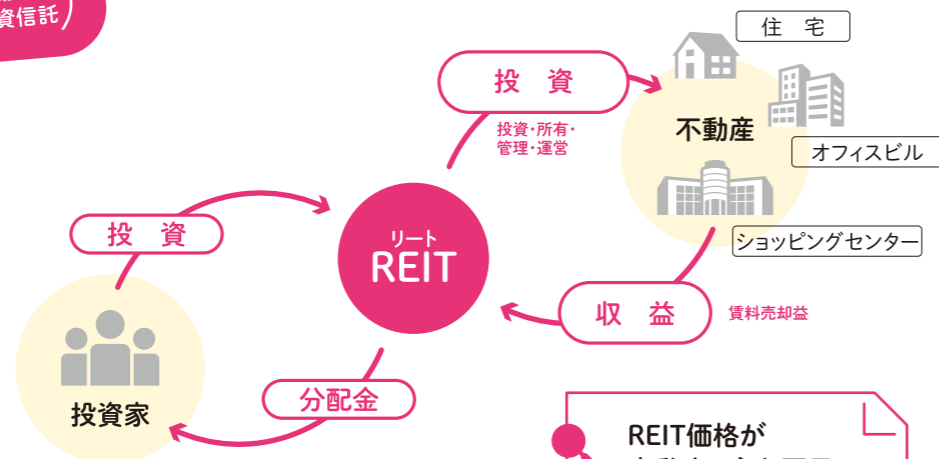 資信託
住 宅
投 資
投資・所有・
管理・運営
不動産
オフィスビル
投 資
リート
REIT
ショッピングセンター
収 益
賃料売却益
分配金
投資家
REIT価格が